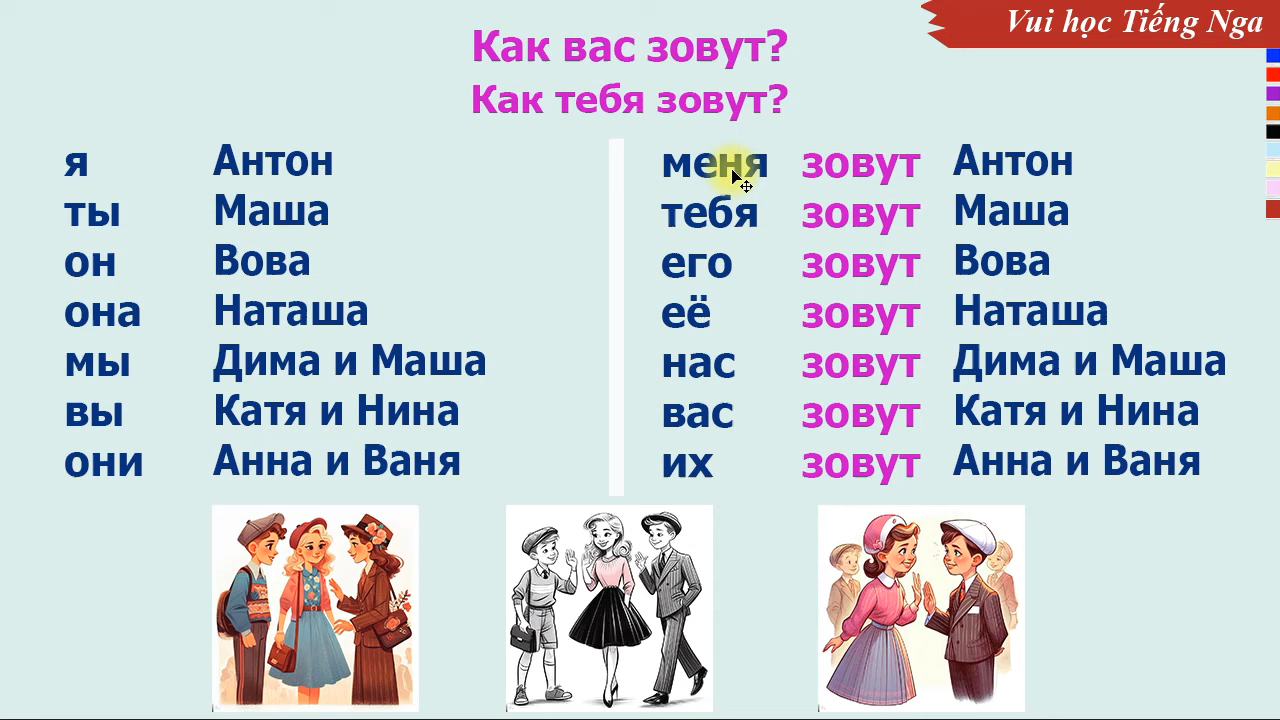 Vui học Tiếng Nga
Как вас зовут?
Как тебя зовут?
я Антон
ты Маша
он Вова
она Наташа
мы Дима и Маша
вы Катя и Нина
они Анна и Ваня
меня зовут Антон
тебя зовут Маша
его зовут Вова
её зовут Наташа
нас зовут Дима и Маша
вас зовут Катя и Нина
их зовут Анна и Ваня